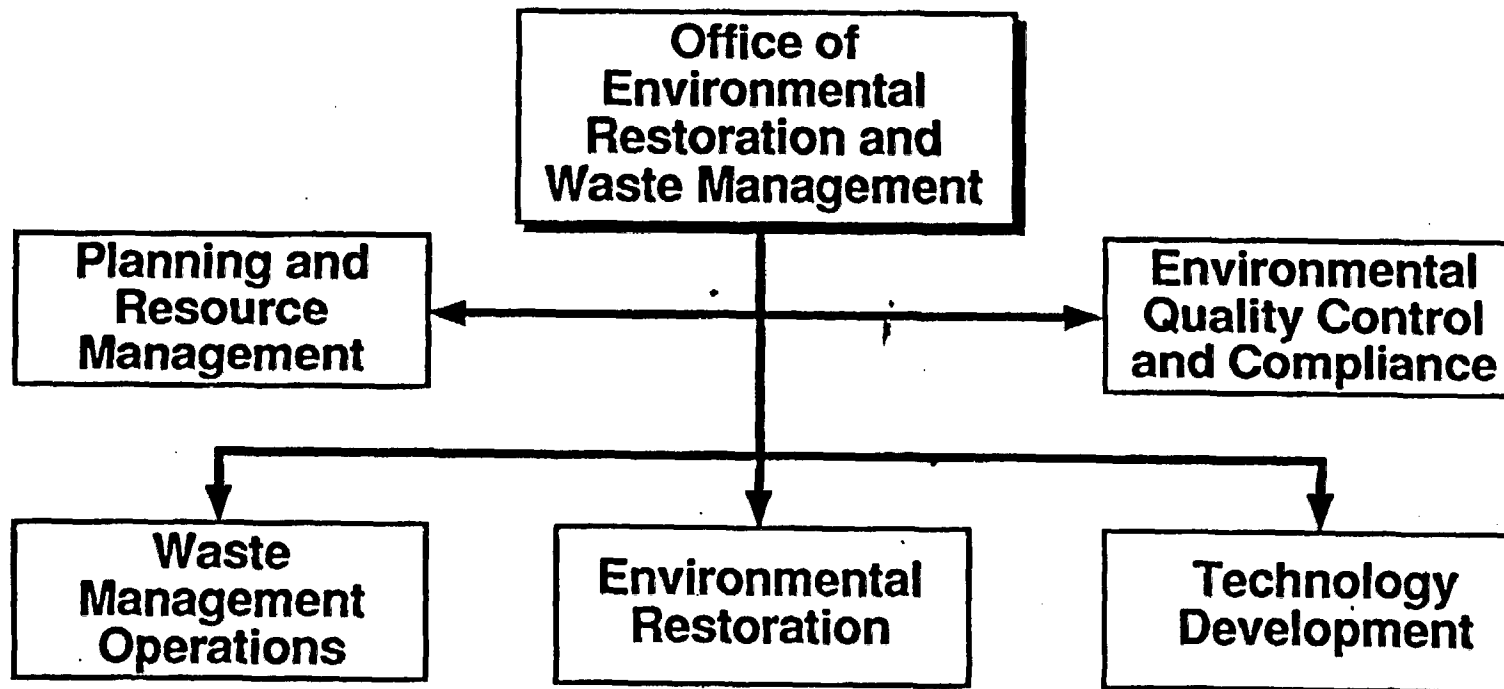 Office of
Environmental
Restoration and
Waste Management
Planning and
Resource
Management
Environmental
Quality Control
and Compliance
Waste
Management
Operations
Environmental
Restoration
Technology
Development